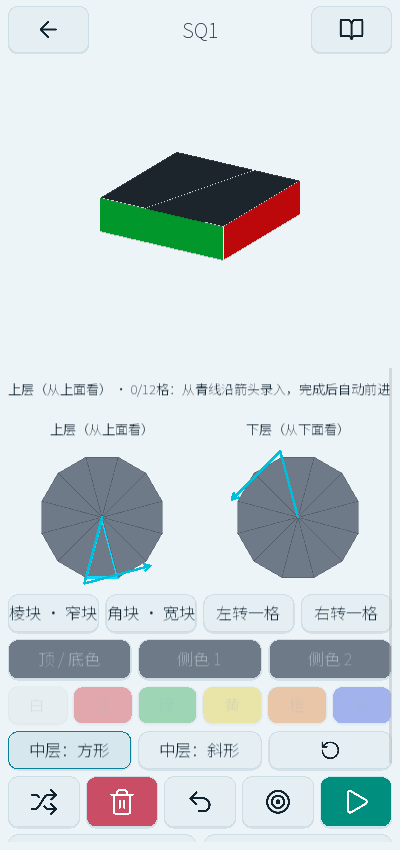 SQ1
上层（从上面看） · 0/12格：从青线沿箭头录入，完成后自动前进
上层（从上面看）
下层（从下面看）
棱块 · 窄块
角块 · 宽块
左转一格
右转一格
顶 / 底色
侧色 1
侧色 2
白
黄
中层：方形
中层：斜形